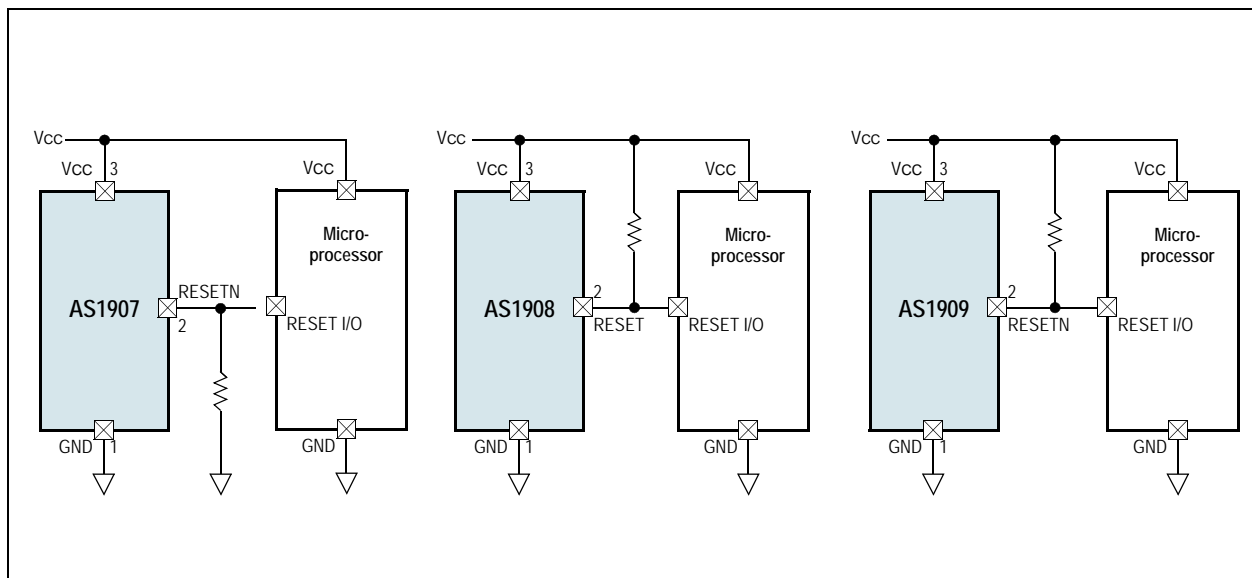 Vcc
Vcc 3
Vcc
Micro-
processor
AS1907
RESETN
2
RESET I/O
GND 1
GND
Vcc
Vcc 3
Vcc
Micro-
processor
AS1908
2
RESET
RESET I/O
GND 1
GND
Vcc
Vcc 3
Vcc
Micro-
processor
AS1909
2
RESETN
RESET I/O
GND 1
GND